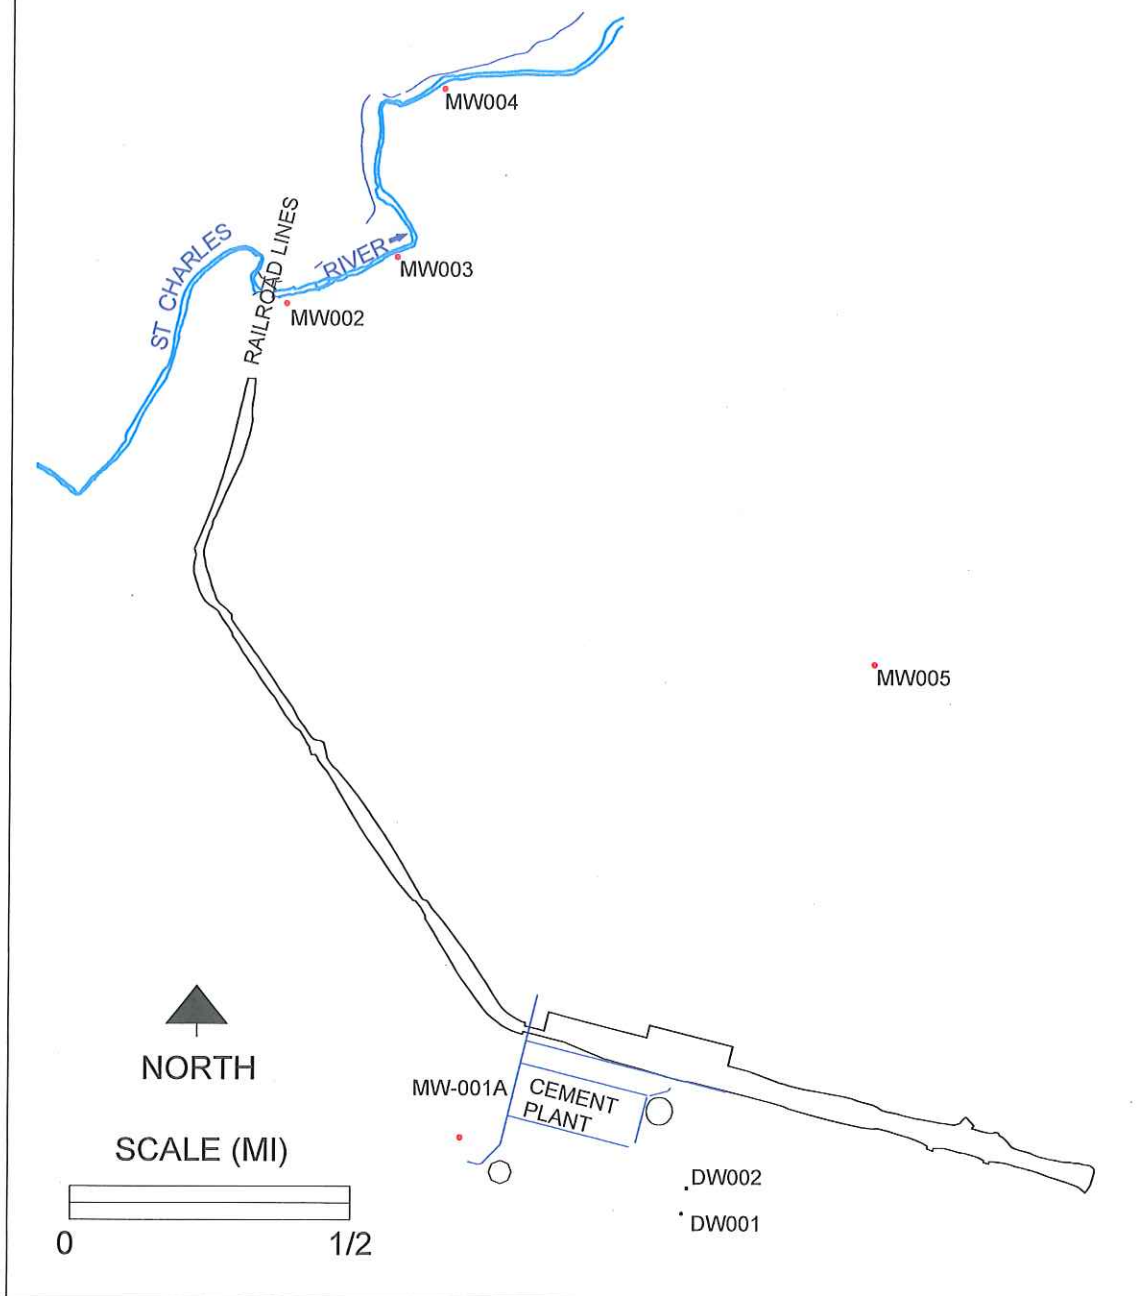 MW004
ST CHARLES
RIVER
RAILROAD LINES
MW003
MW002
MW005
NORTH
MW-001A
CEMENT
PLANT
SCALE (MI)
0
1/2
DW002
DW001